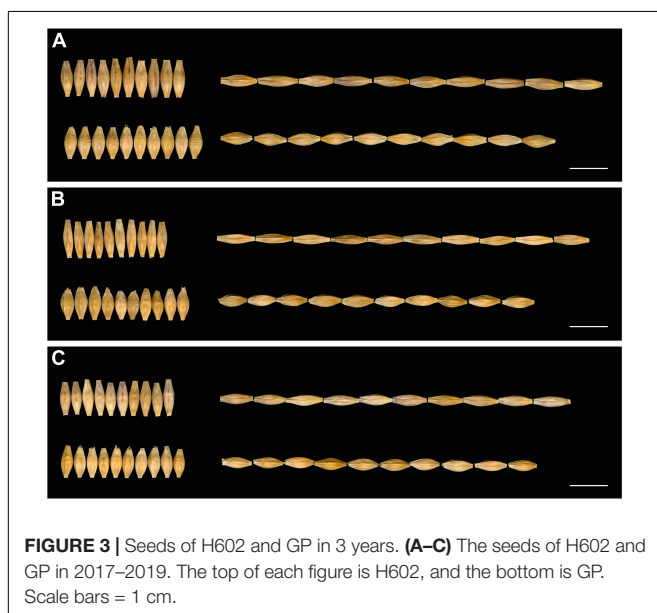 A
B
C
FIGURE 3 | Seeds of H602 and GP in 3 years. (A–C) The seeds of H602 and
GP in 2017–2019. The top of each figure is H602, and the bottom is GP.
Scale bars = 1 cm.